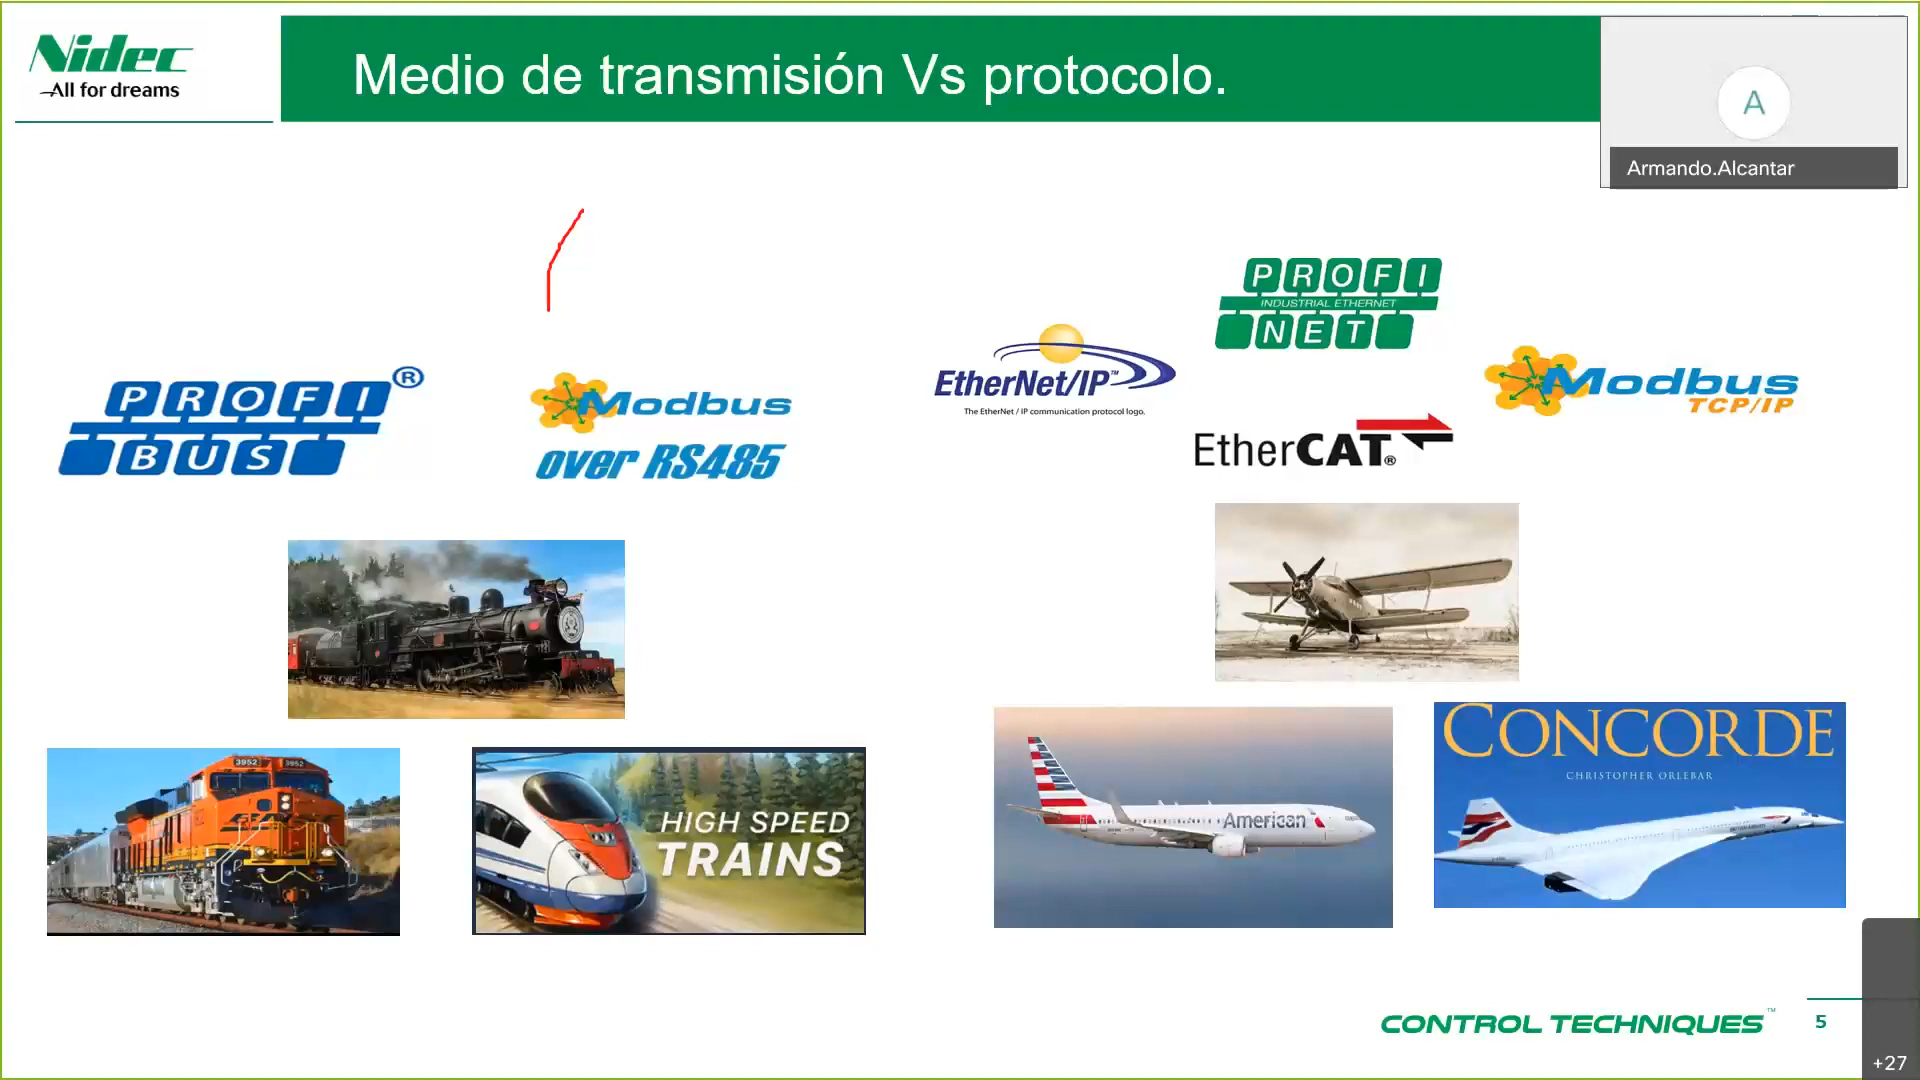 Nidec
All for dreams
Medio de transmisión Vs protocolo.
A
Armando.Alcantar
PROFI
BUS
®
Modbus
over RS485
EtherNet/IP™
The EtherNet / IP communication protocol logo.
PROFI
INDUSTRIAL ETHERNET
NET
EtherCAT®
Modbus
TCP/IP
3952 3952
HIGH SPEED
TRAINS
American
CONCORDE
CHRISTOPHER ORLEBAR
CONTROL TECHNIQUES™
5
+27